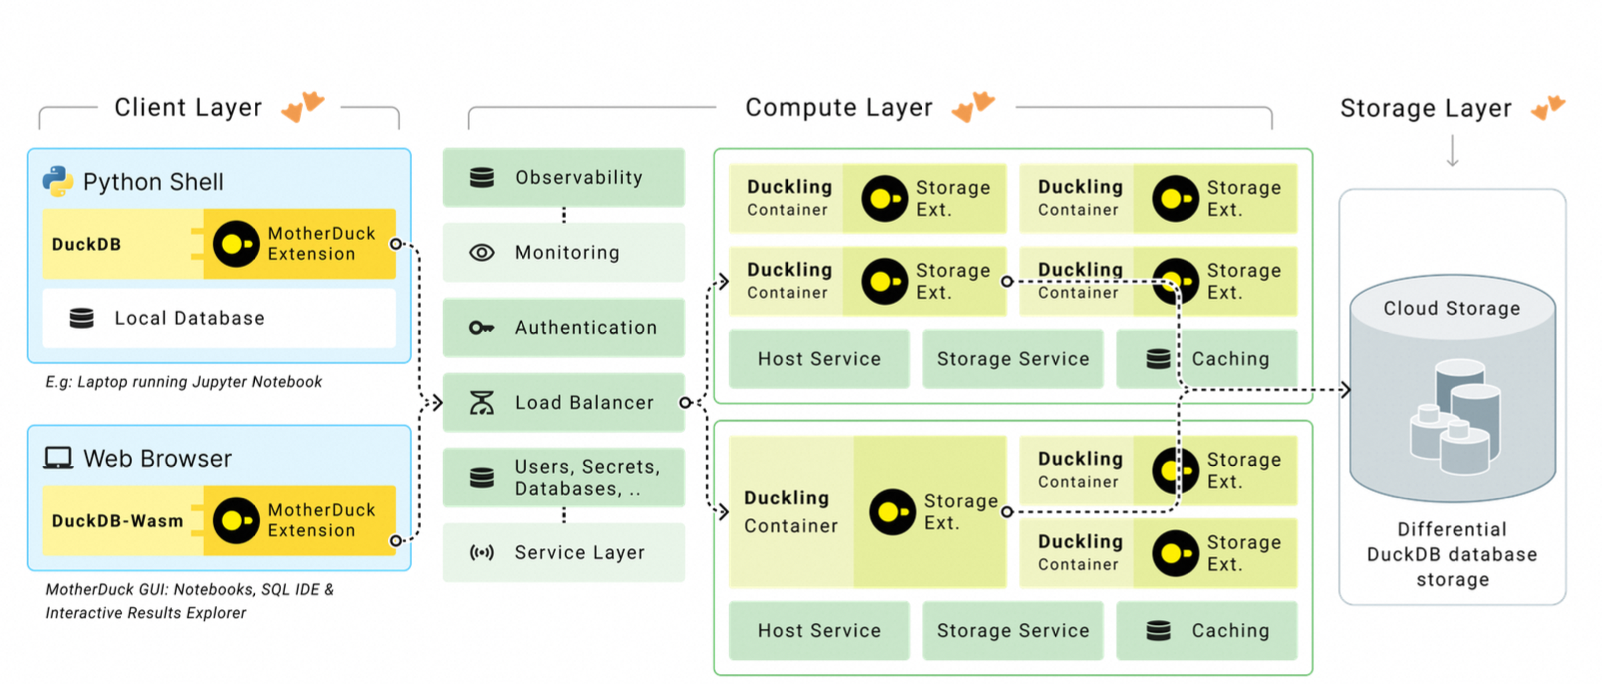 Client Layer
Compute Layer
Storage Layer
Python Shell
DuckDB
MotherDuck
Extension
Local Database
E.g: Laptop running Jupyter Notebook
Web Browser
DuckDB-Wasm
MotherDuck
Extension
MotherDuck GUI: Notebooks, SQL IDE &
Interactive Results Explorer
Observability
Monitoring
Authentication
Load Balancer
Users, Secrets,
Databases, ..
Service Layer
Duckling
Container
Storage
Ext.
Duckling
Container
Storage
Ext.
Duckling
Container
Storage
Ext.
Duckling
Container
Storage
Ext.
Host Service
Storage Service
Caching
Duckling
Container
Storage
Ext.
Duckling
Container
Storage
Ext.
Duckling
Container
Storage
Ext.
Host Service
Storage Service
Caching
Cloud Storage
Differential
DuckDB database
storage